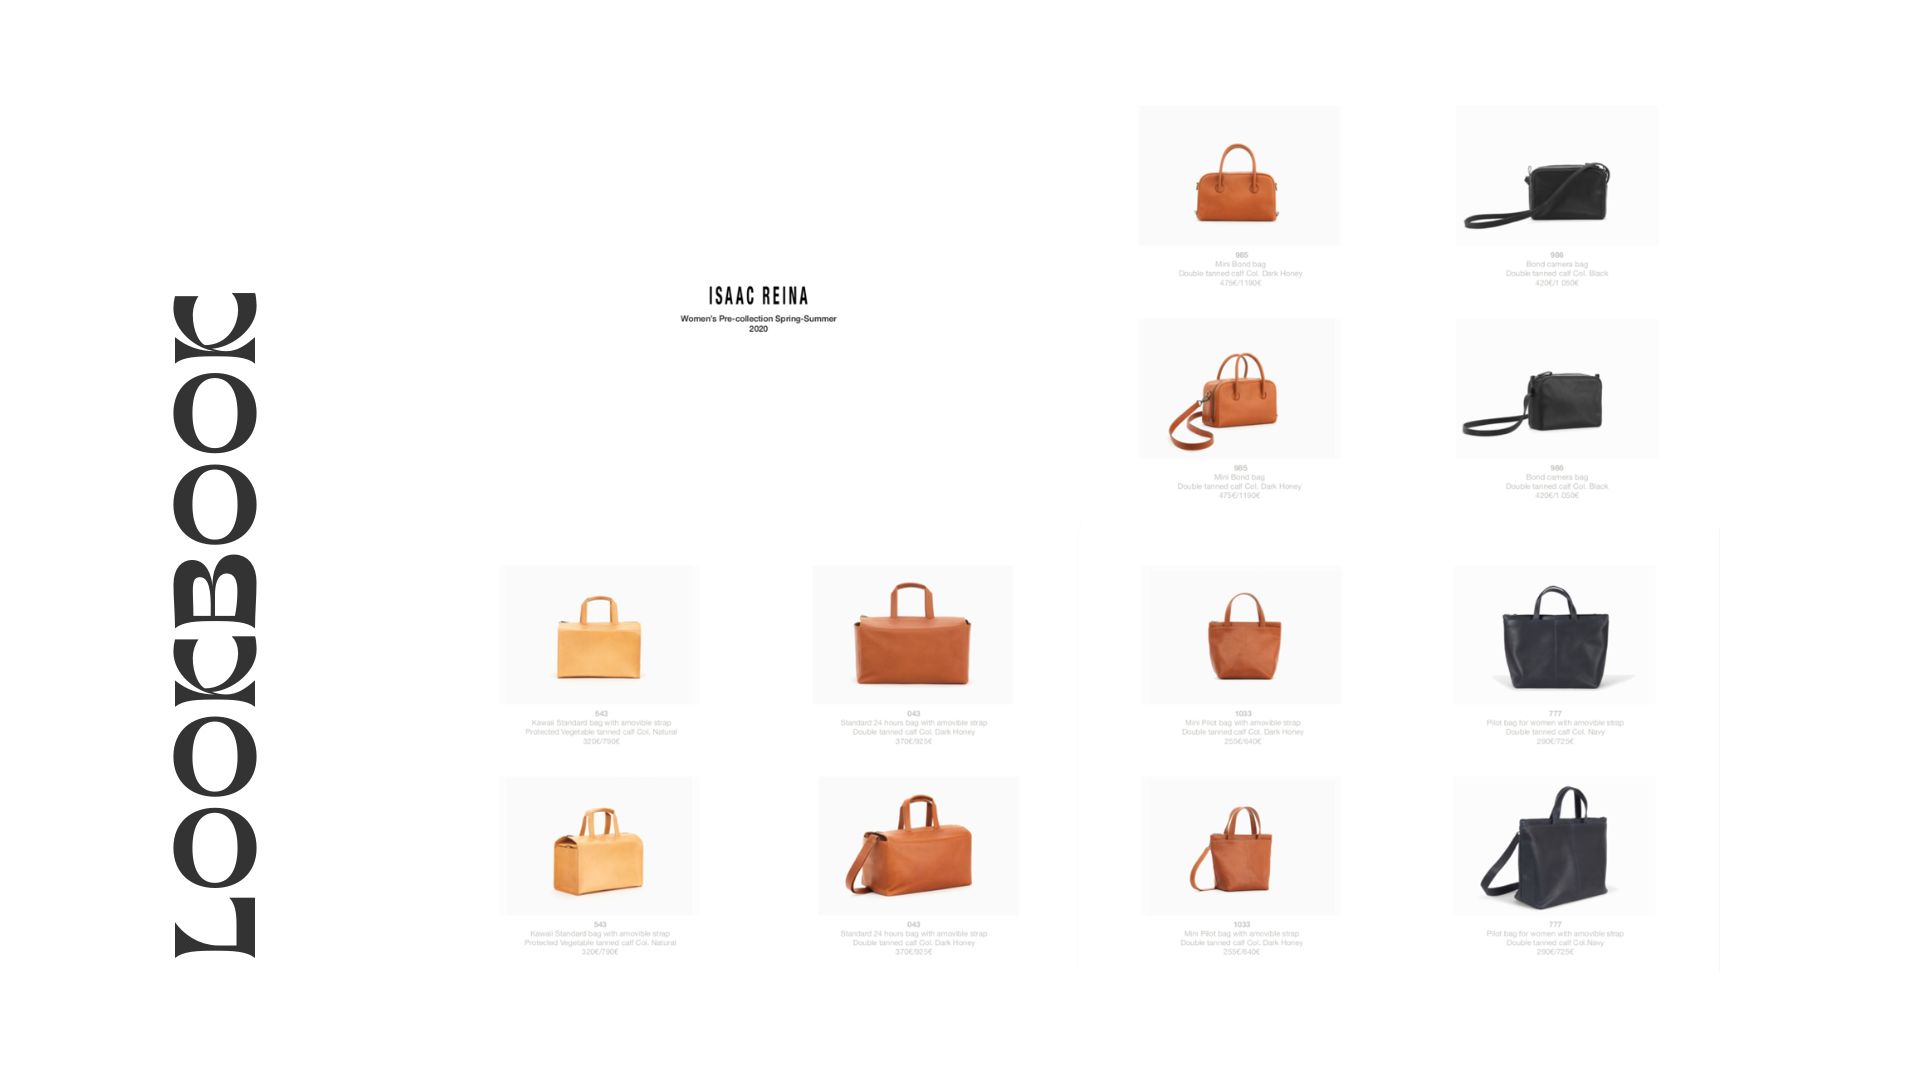 LOOKBOOK
ISAAC REINA
Women's Pre-collection Spring-Summer
2020
985
Mini Bond bag
Double tanned calf Col. Dark Honey
475€/1190€
986
Bond camera bag
Double tanned calf Col. Black
420€/1 050€
985
Mini Bond bag
Double tanned calf Col. Dark Honey
475€/1190€
986
Bond camera bag
Double tanned calf Col. Black
420€/1 050€
543
Kawaii Standard bag with amovible strap
Protected Vegetable tanned calf Col. Natural
320€/790€
043
Standard 24 hours bag with amovible strap
Double tanned calf Col. Dark Honey
370€/925€
1033
Mini Pilot bag with amovible strap
Double tanned calf Col. Dark Honey
255€/640€
777
Pilot bag for women with amovible strap
Double tanned calf Col. Navy
290€/725€
543
Kawaii Standard bag with amovible strap
Protected Vegetable tanned calf Col. Natural
320€/790€
043
Standard 24 hours bag with amovible strap
Double tanned calf Col. Dark Honey
370€/925€
1033
Mini Pilot bag with amovible strap
Double tanned calf Col. Dark Honey
255€/640€
777
Pilot bag for women with amovible strap
Double tanned calf Col.Navy
290€/725€